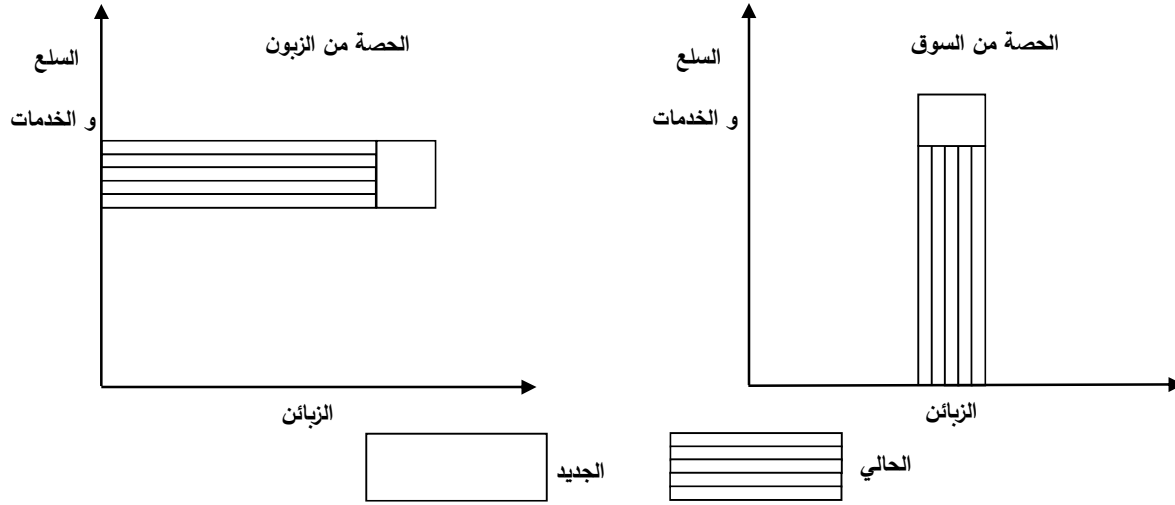 الحصة من السوق
السلع
و الخدمات
الزبائن
الحصة من الزبون
السلع
و الخدمات
الزبائن
الحالي
الجديد